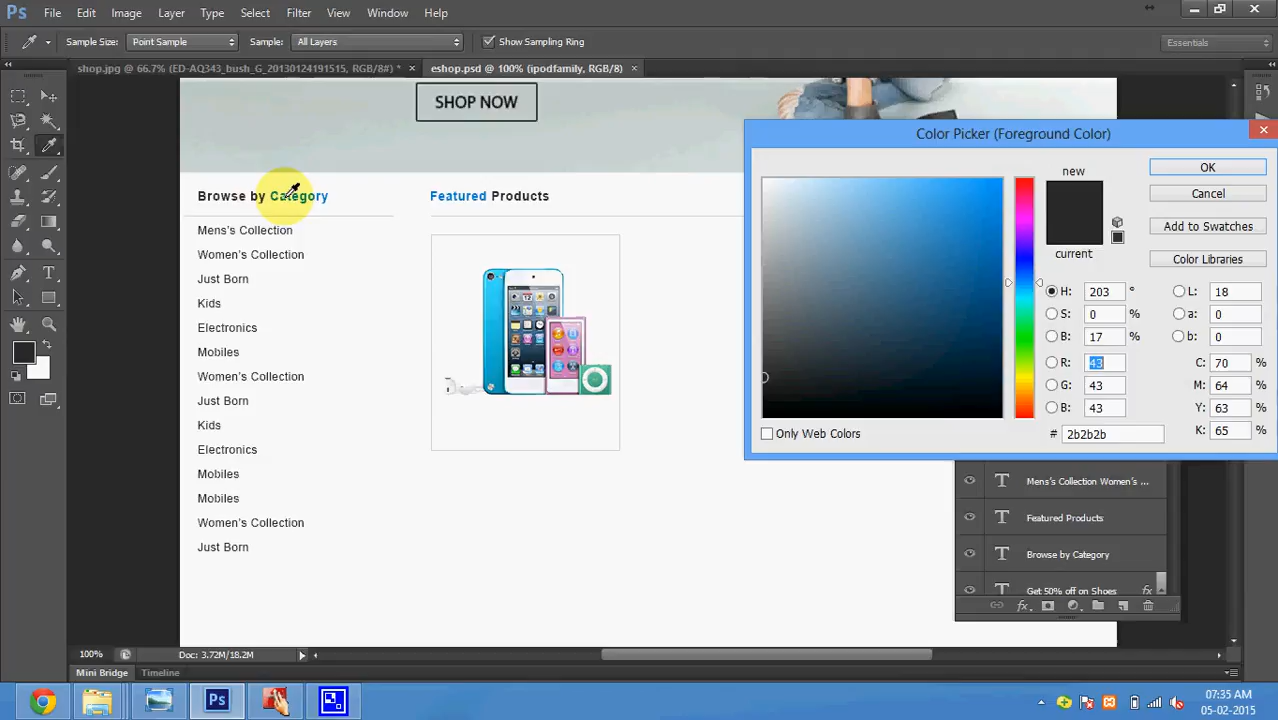 Ps File Edit Image Layer Type Select Filter 3D View Window Help
Sample Size: Point Sample Sample: All Layers Show Sampling Ring Essentials
shop.jpg @ 66.7% (ED-AQ343_bush_G_20130124191515, RGB/8#) * × eshop.psd @ 100% (ipodfamily, RGB/8) ×
SHOP NOW
Browse by Category
Mens's Collection
Women's Collection
Just Born
Kids
Electronics
Mobiles
Women's Collection
Just Born
Kids
Electronics
Mobiles
Mobiles
Women's Collection
Just Born
Featured Products
Color Picker (Foreground Color)
new
current
OK
Cancel
Add to Swatches
Color Libraries
H: 203 ° L: 18
S: 0 % a: 0
B: 17 % b: 0
R: 43 C: 70 %
G: 43 M: 64 %
B: 43 Y: 63 %
# 2b2b2b K: 65 %
Only Web Colors
T Mens's Collection Women's ...
T Featured Products
T Browse by Category
T Get 50% off on Shoes fx
fx
100% Doc: 3.72M/18.2M
Mini Bridge Timeline
Ps
07:35 AM
05-02-2015